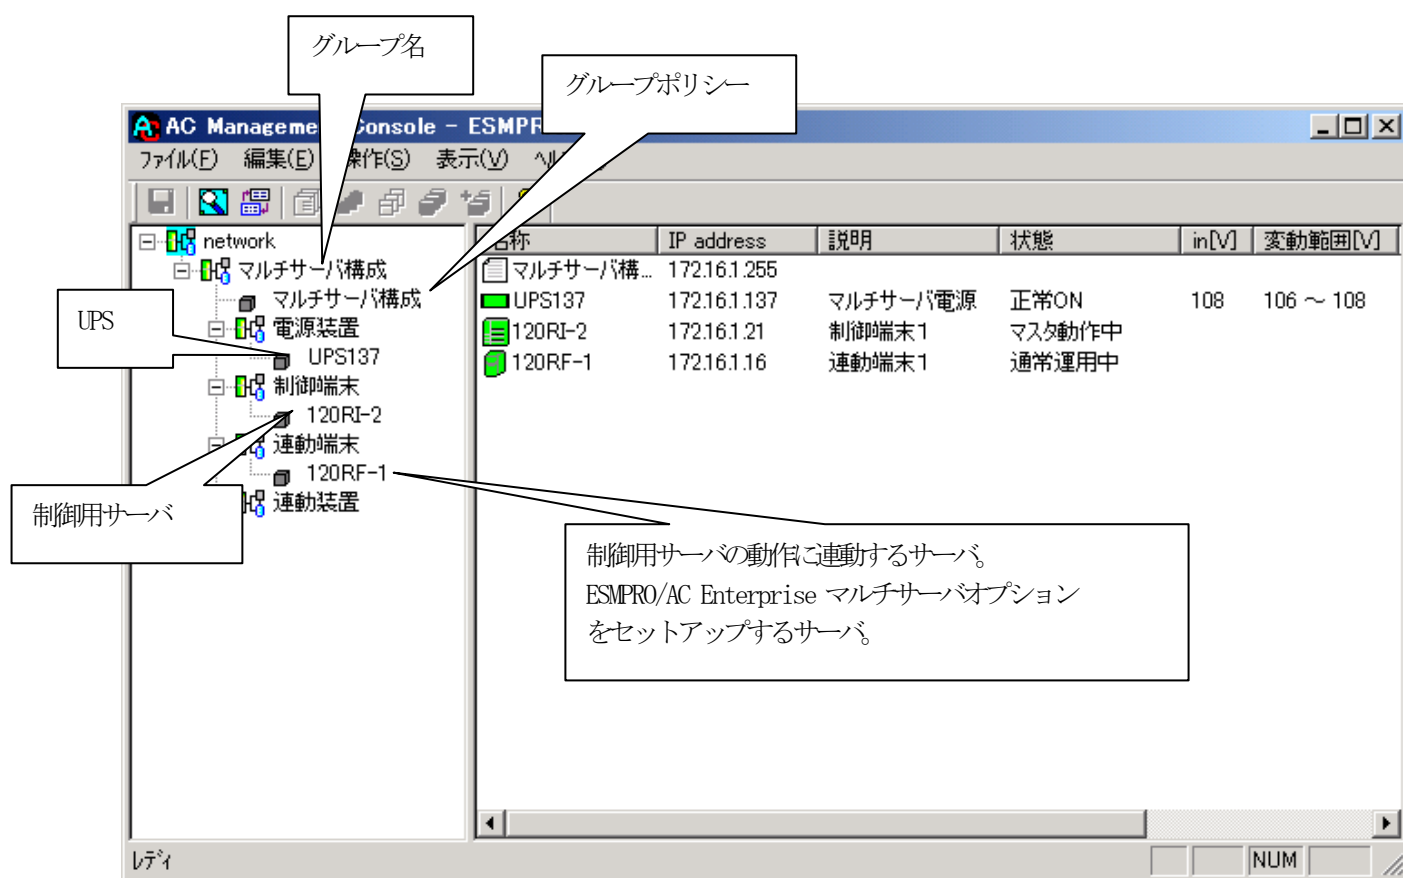 グループ名
グループポリシー
AC Management Console - ESMPR
ファイル(F) 編集(E) 操作(S) 表示(V)
network
マルチサーバ構成
マルチサーバ構成
電源装置
UPS137
制御端末
120RI-2
連動端末
120RF-1
連動装置
UPS
制御用サーバ
名称 IP address 説明 状態 in[V] 変動範囲[V]
マルチサーバ構... 172.16.1.255
UPS137 172.16.1.137 マルチサーバ電源 正常ON 108 106 ～ 108
120RI-2 172.16.1.21 制御端末1 マスタ動作中
120RF-1 172.16.1.16 連動端末1 通常運用中
制御用サーバの動作に連動するサーバ。
ESMPRO/AC Enterprise マルチサーバオプション
をセットアップするサーバ。
レディ
NUM